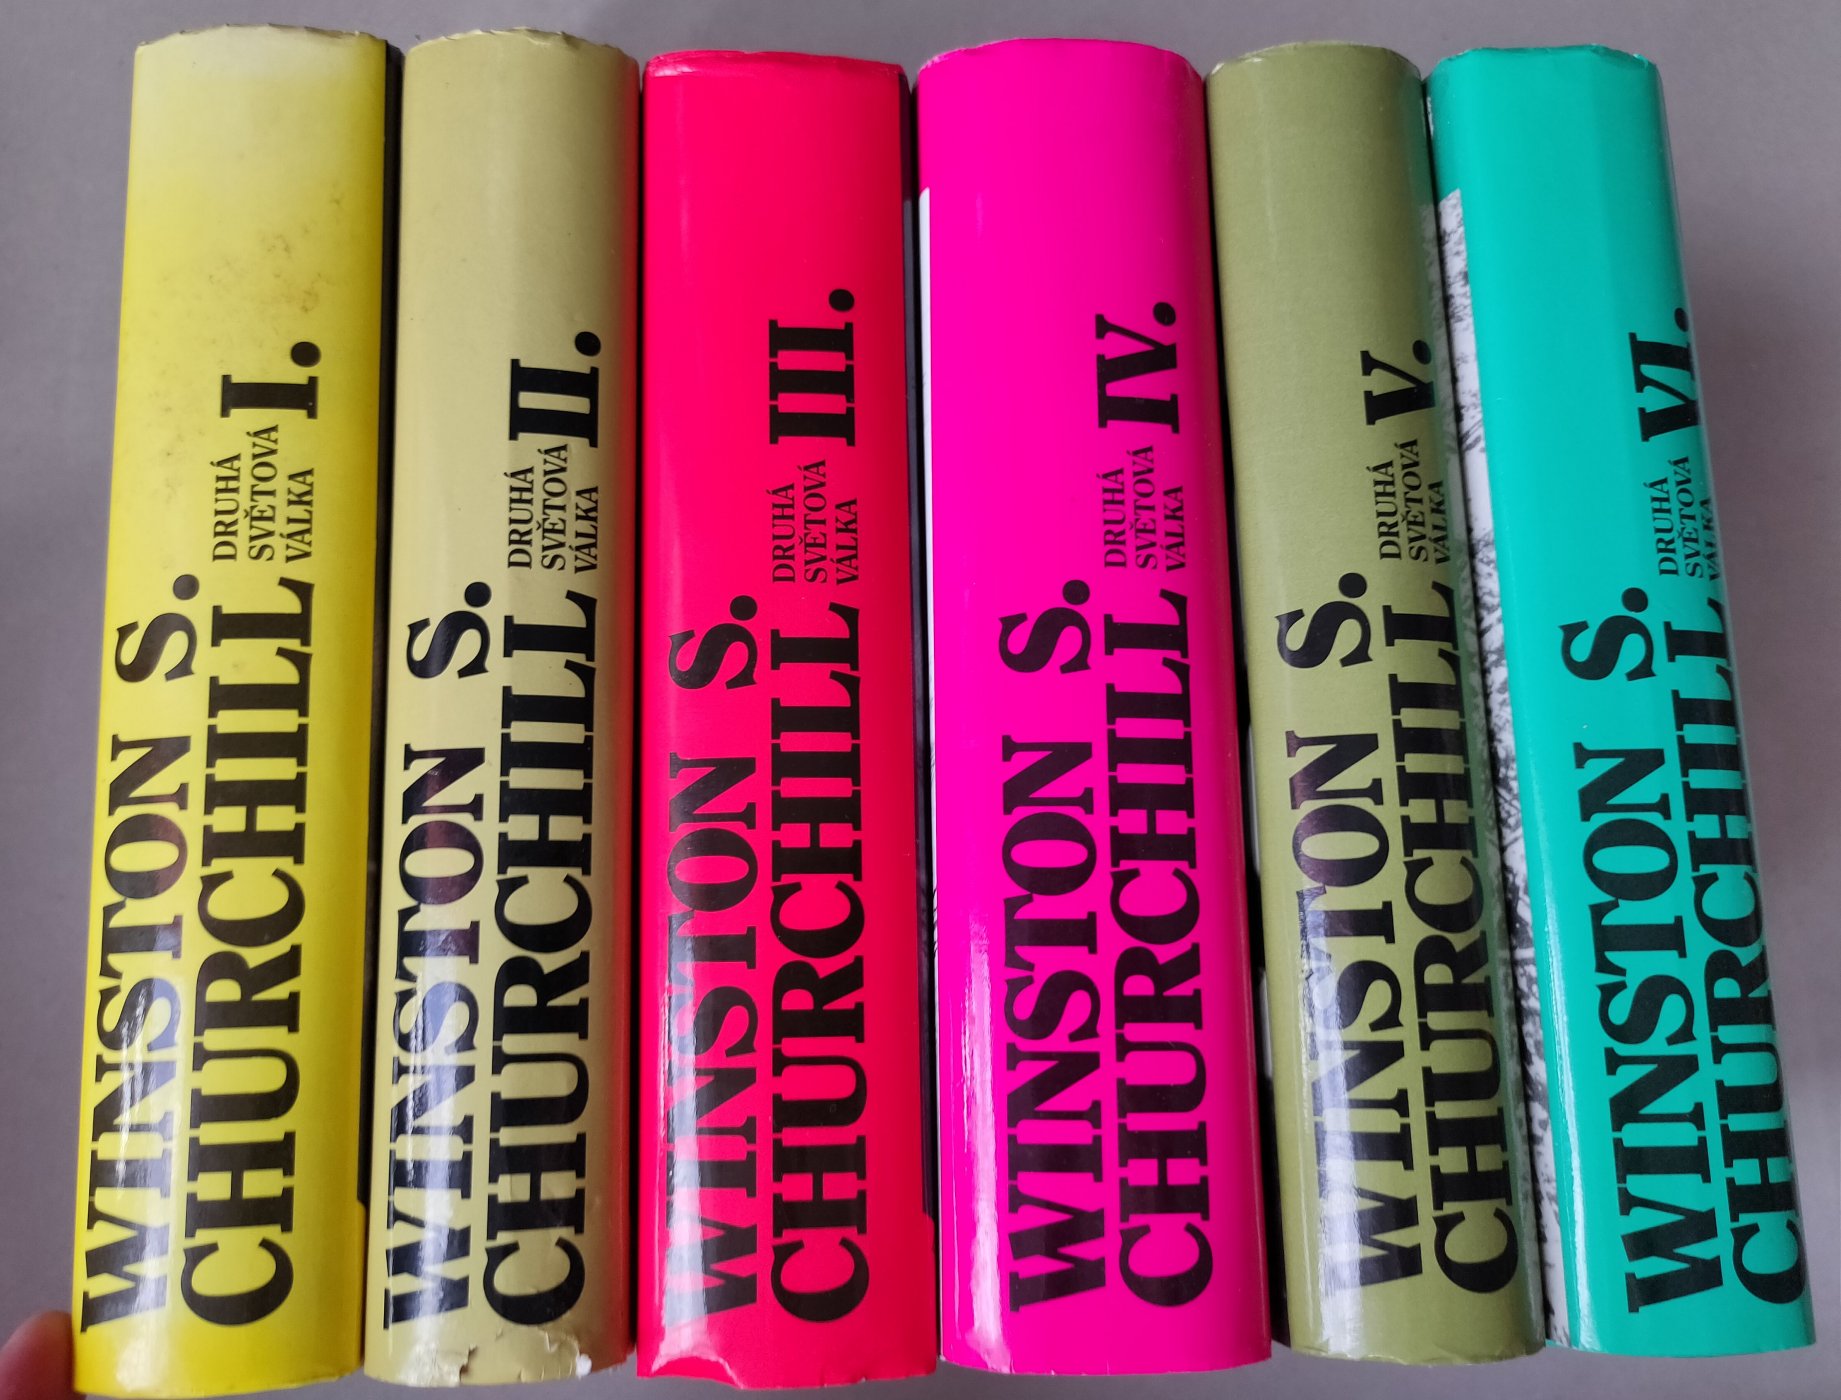 WINSTON S.
CHURCHILL
DRUHÁ
SVĚTOVÁ
VÁLKA
I.
WINSTON S.
CHURCHILL
DRUHÁ
SVĚTOVÁ
VÁLKA
II.
WINSTON S.
CHURCHILL
DRUHÁ
SVĚTOVÁ
VÁLKA
III.
WINSTON S.
CHURCHILL
DRUHÁ
SVĚTOVÁ
VÁLKA
IV.
WINSTON S.
CHURCHILL
DRUHÁ
SVĚTOVÁ
VÁLKA
V.
WINSTON S.
CHURCHILL
DRUHÁ
SVĚTOVÁ
VÁLKA
VI.